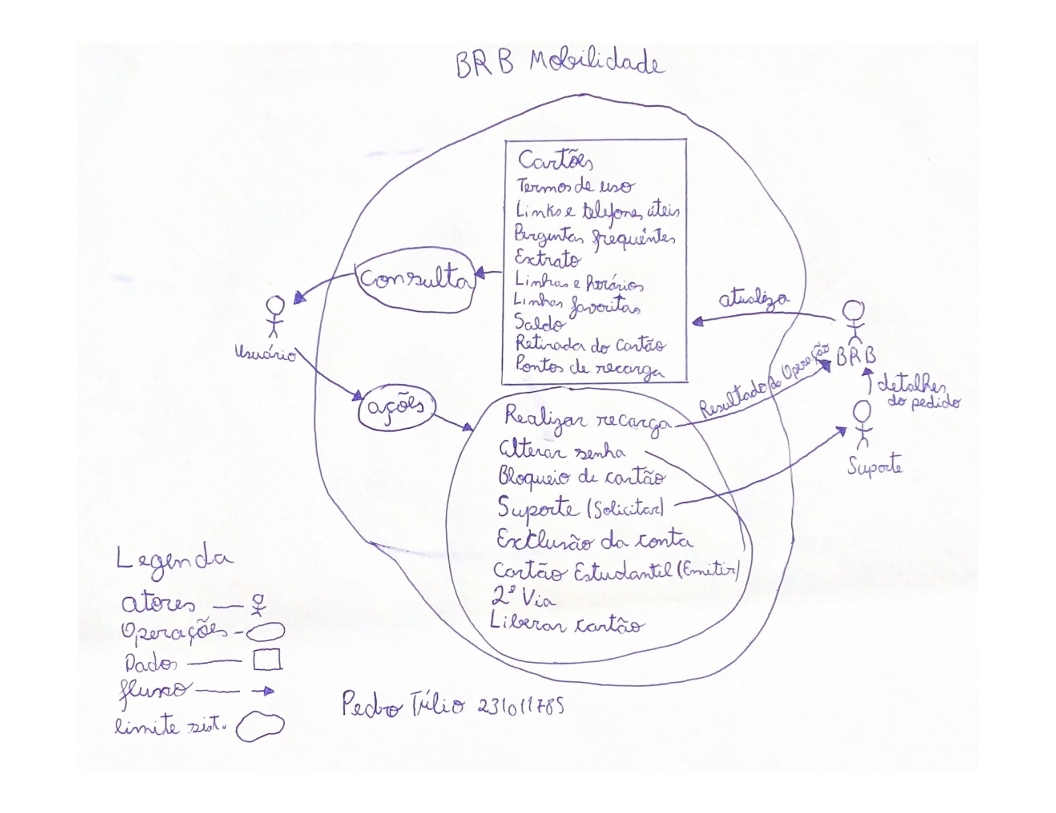 BRB Mobilidade
Cartões
Termos de uso
Links e telefones úteis
Perguntas frequêntes
Extrato
Linhas e horários
Linhas favoritas
Saldo
Retirada do Cartão
Pontos de recarga
Consulta
Usuário
ações
atualiza
BRB
Resultado da Operação
detalhes
do pedido
Suporte
Realizar recarga
Alterar senha
Bloqueio de cartão
Suporte (Solicitar)
Exclusão da conta
Cartão Estudantil (Emitir)
2ª Via
Liberar cartão
Legenda
atores
Operações
Dados
fluxo
limite sist.
Pedro Túlio 231011785